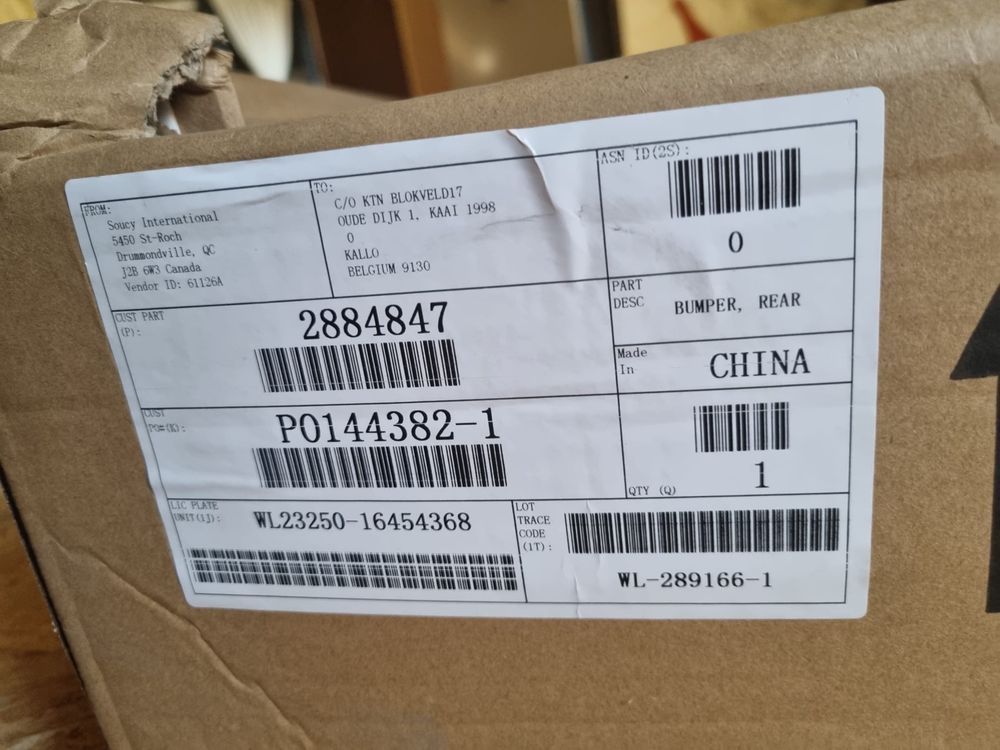 FROM:
Soucy International
5450 St-Roch
Drummondville, QC
J2B 6W3 Canada
Vendor ID: 61126A
TO:
C/O KTN BLOKVELD17
OUDE DIJK 1, KAAI 1998
0
KALLO
BELGIUM 9130
ASN ID(2S):
0
CUST PART
(P):
2884847
PART
DESC
BUMPER, REAR
Made
In
CHINA
CUST
PO#(K):
PO144382-1
QTY (Q)
1
LIC PLATE
UNIT(1J):
WL23250-16454368
LOT
TRACE
CODE
(1T):
WL-289166-1